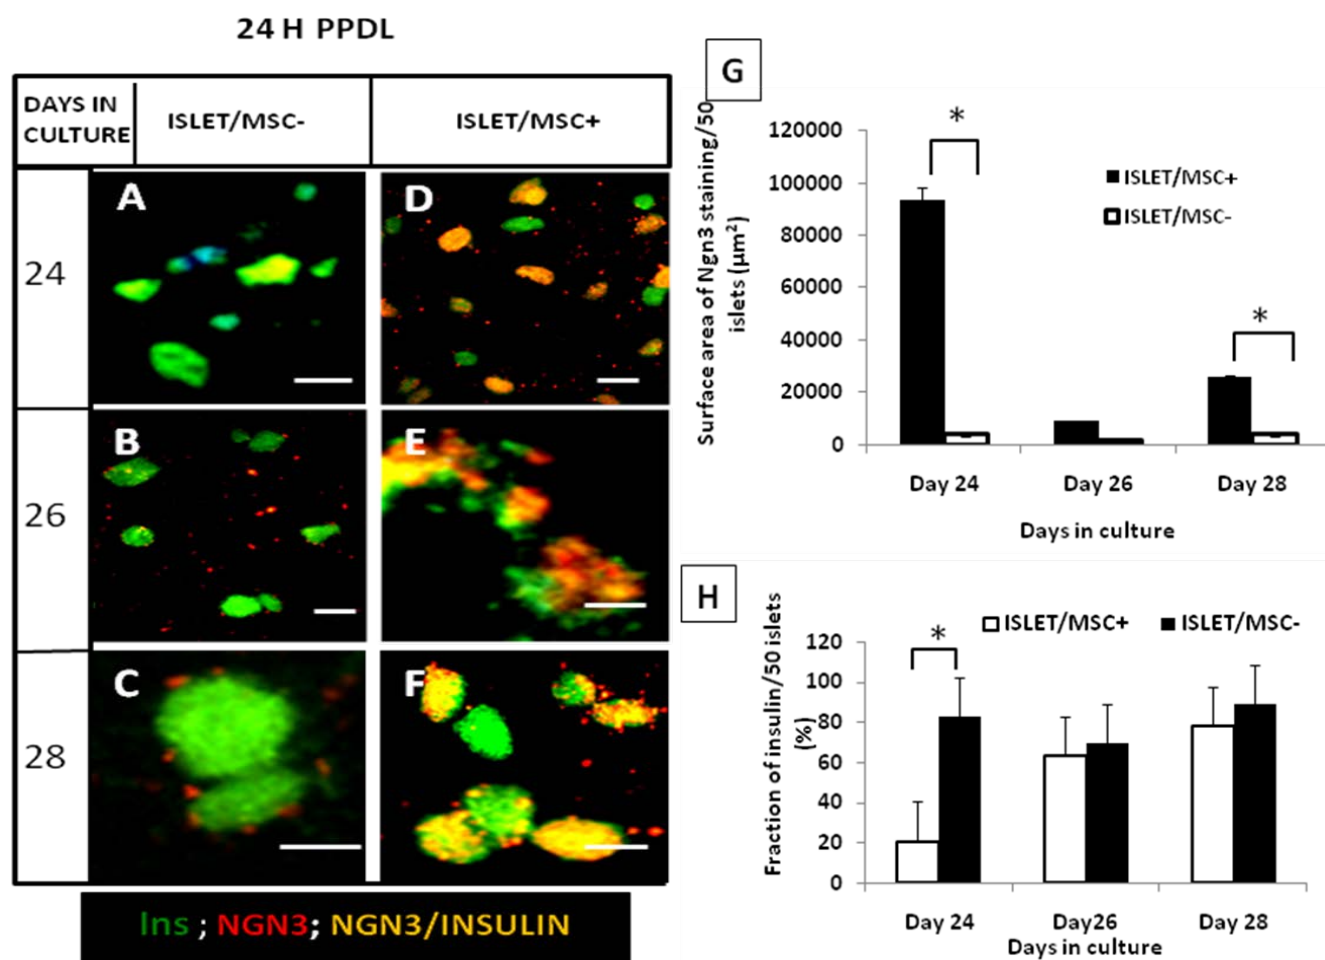 24 H PPDL
DAYS IN
CULTURE
ISLET/MSC-
ISLET/MSC+
24
A
D
26
B
E
28
C
F
Ins ; NGN3; NGN3/INSULIN
G
Surface area of Ngn3 staining/50
islets (µm²)
120000
100000
80000
60000
40000
20000
0
*
*
ISLET/MSC+
ISLET/MSC-
Day 24
Day 26
Day 28
Days in culture
H
ISLET/MSC+
ISLET/MSC-
Fraction of insulin/50 islets
(%)
120
100
80
60
40
20
0
*
Day 24
Day26
Day 28
Days in culture